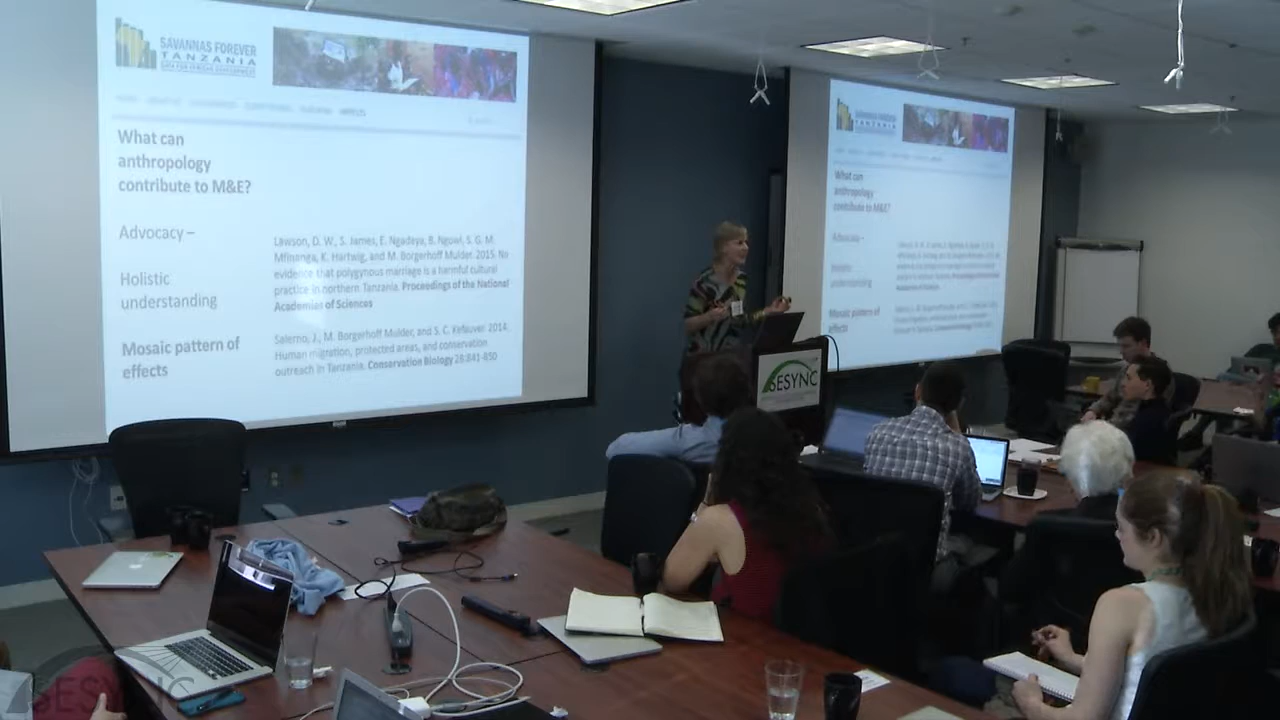 SAVANNAS FOREVER
TANZANIA
What can
anthropology
contribute to M&E?
Advocacy –
Holistic
understanding
Mosaic pattern of
effects
Lawson, D. W., S. James, E. Ngadaya, B. Ngowi, S. G. M.
Mfinanga, K. Hartwig, and M. Borgerhoff Mulder. 2015. No
evidence that polygynous marriage is a harmful cultural
practice in northern Tanzania. Proceedings of the National
Academies of Sciences
Salerno, J., M. Borgerhoff Mulder, and S. C. Kefauver. 2014.
Human migration, protected areas, and conservation
outreach in Tanzania. Conservation Biology 28:841-850
What can
anthropology
contribute to M&E?
Advocacy –
Holistic
understanding
Mosaic pattern of
effects
SESYNC
SESYNC